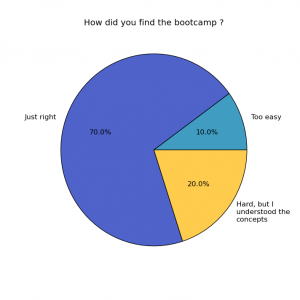 How did you find the bootcamp ?
Just right
70.0%
Too easy
10.0%
20.0%
Hard, but I
understood the
concepts